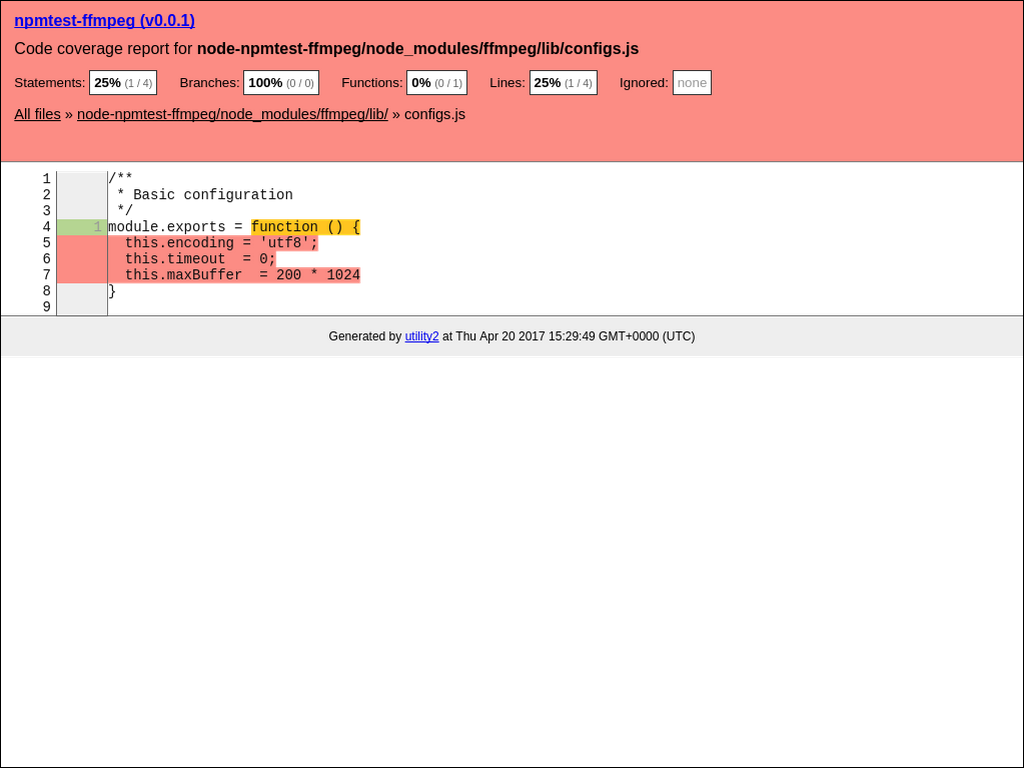 npmtest-ffmpeg (v0.0.1)
Code coverage report for node-npmtest-ffmpeg/node_modules/ffmpeg/lib/configs.js
Statements: 25% (1 / 4) Branches: 100% (0 / 0) Functions: 0% (0 / 1) Lines: 25% (1 / 4) Ignored: none
All files » node-npmtest-ffmpeg/node_modules/ffmpeg/lib/ » configs.js
1 /**
2  * Basic configuration
3  */
4 1 module.exports = function () {
5   this.encoding = 'utf8';
6   this.timeout  = 0;
7   this.maxBuffer  = 200 * 1024
8 }
9
Generated by utility2 at Thu Apr 20 2017 15:29:49 GMT+0000 (UTC)